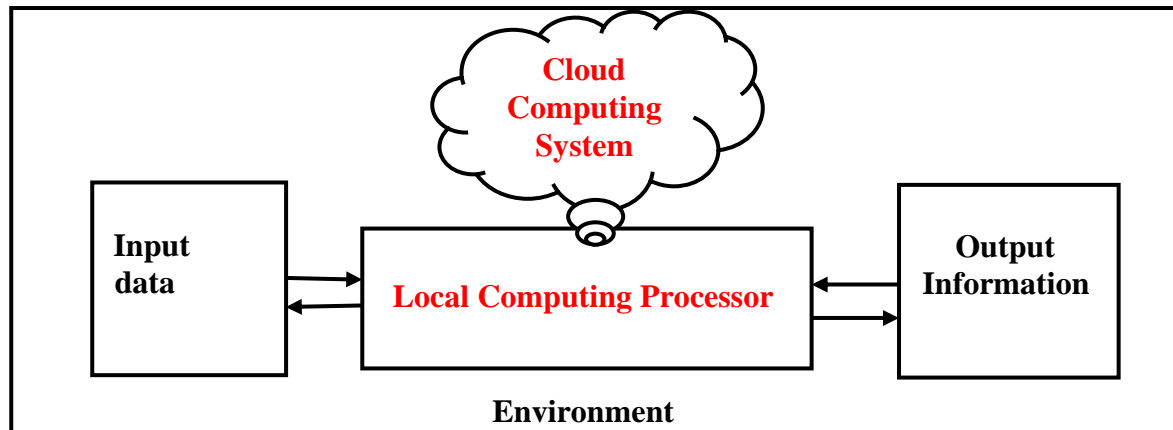 Cloud
Computing
System
Input
data
Local Computing Processor
Output
Information
Environment